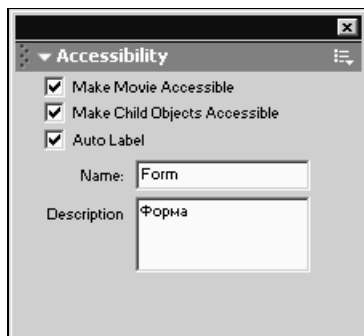 Accessibility
Make Movie Accessible
Make Child Objects Accessible
Auto Label
Name: Form
Description Форма